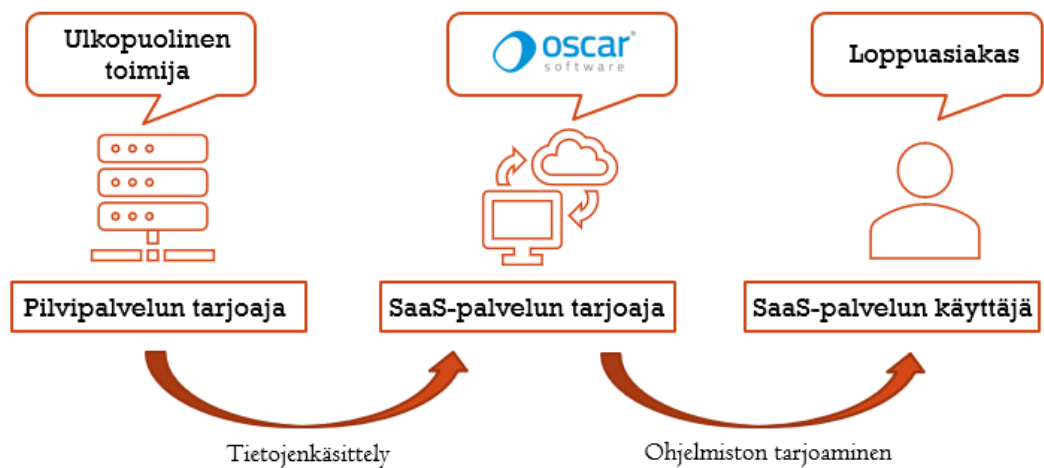 Ulkopuolinen
toimija
oscar
software
Loppuasiakas
Pilvipalvelun tarjoaja
SaaS-palvelun tarjoaja
SaaS-palvelun käyttäjä
Tietojenkäsittely
Ohjelmiston tarjoaminen